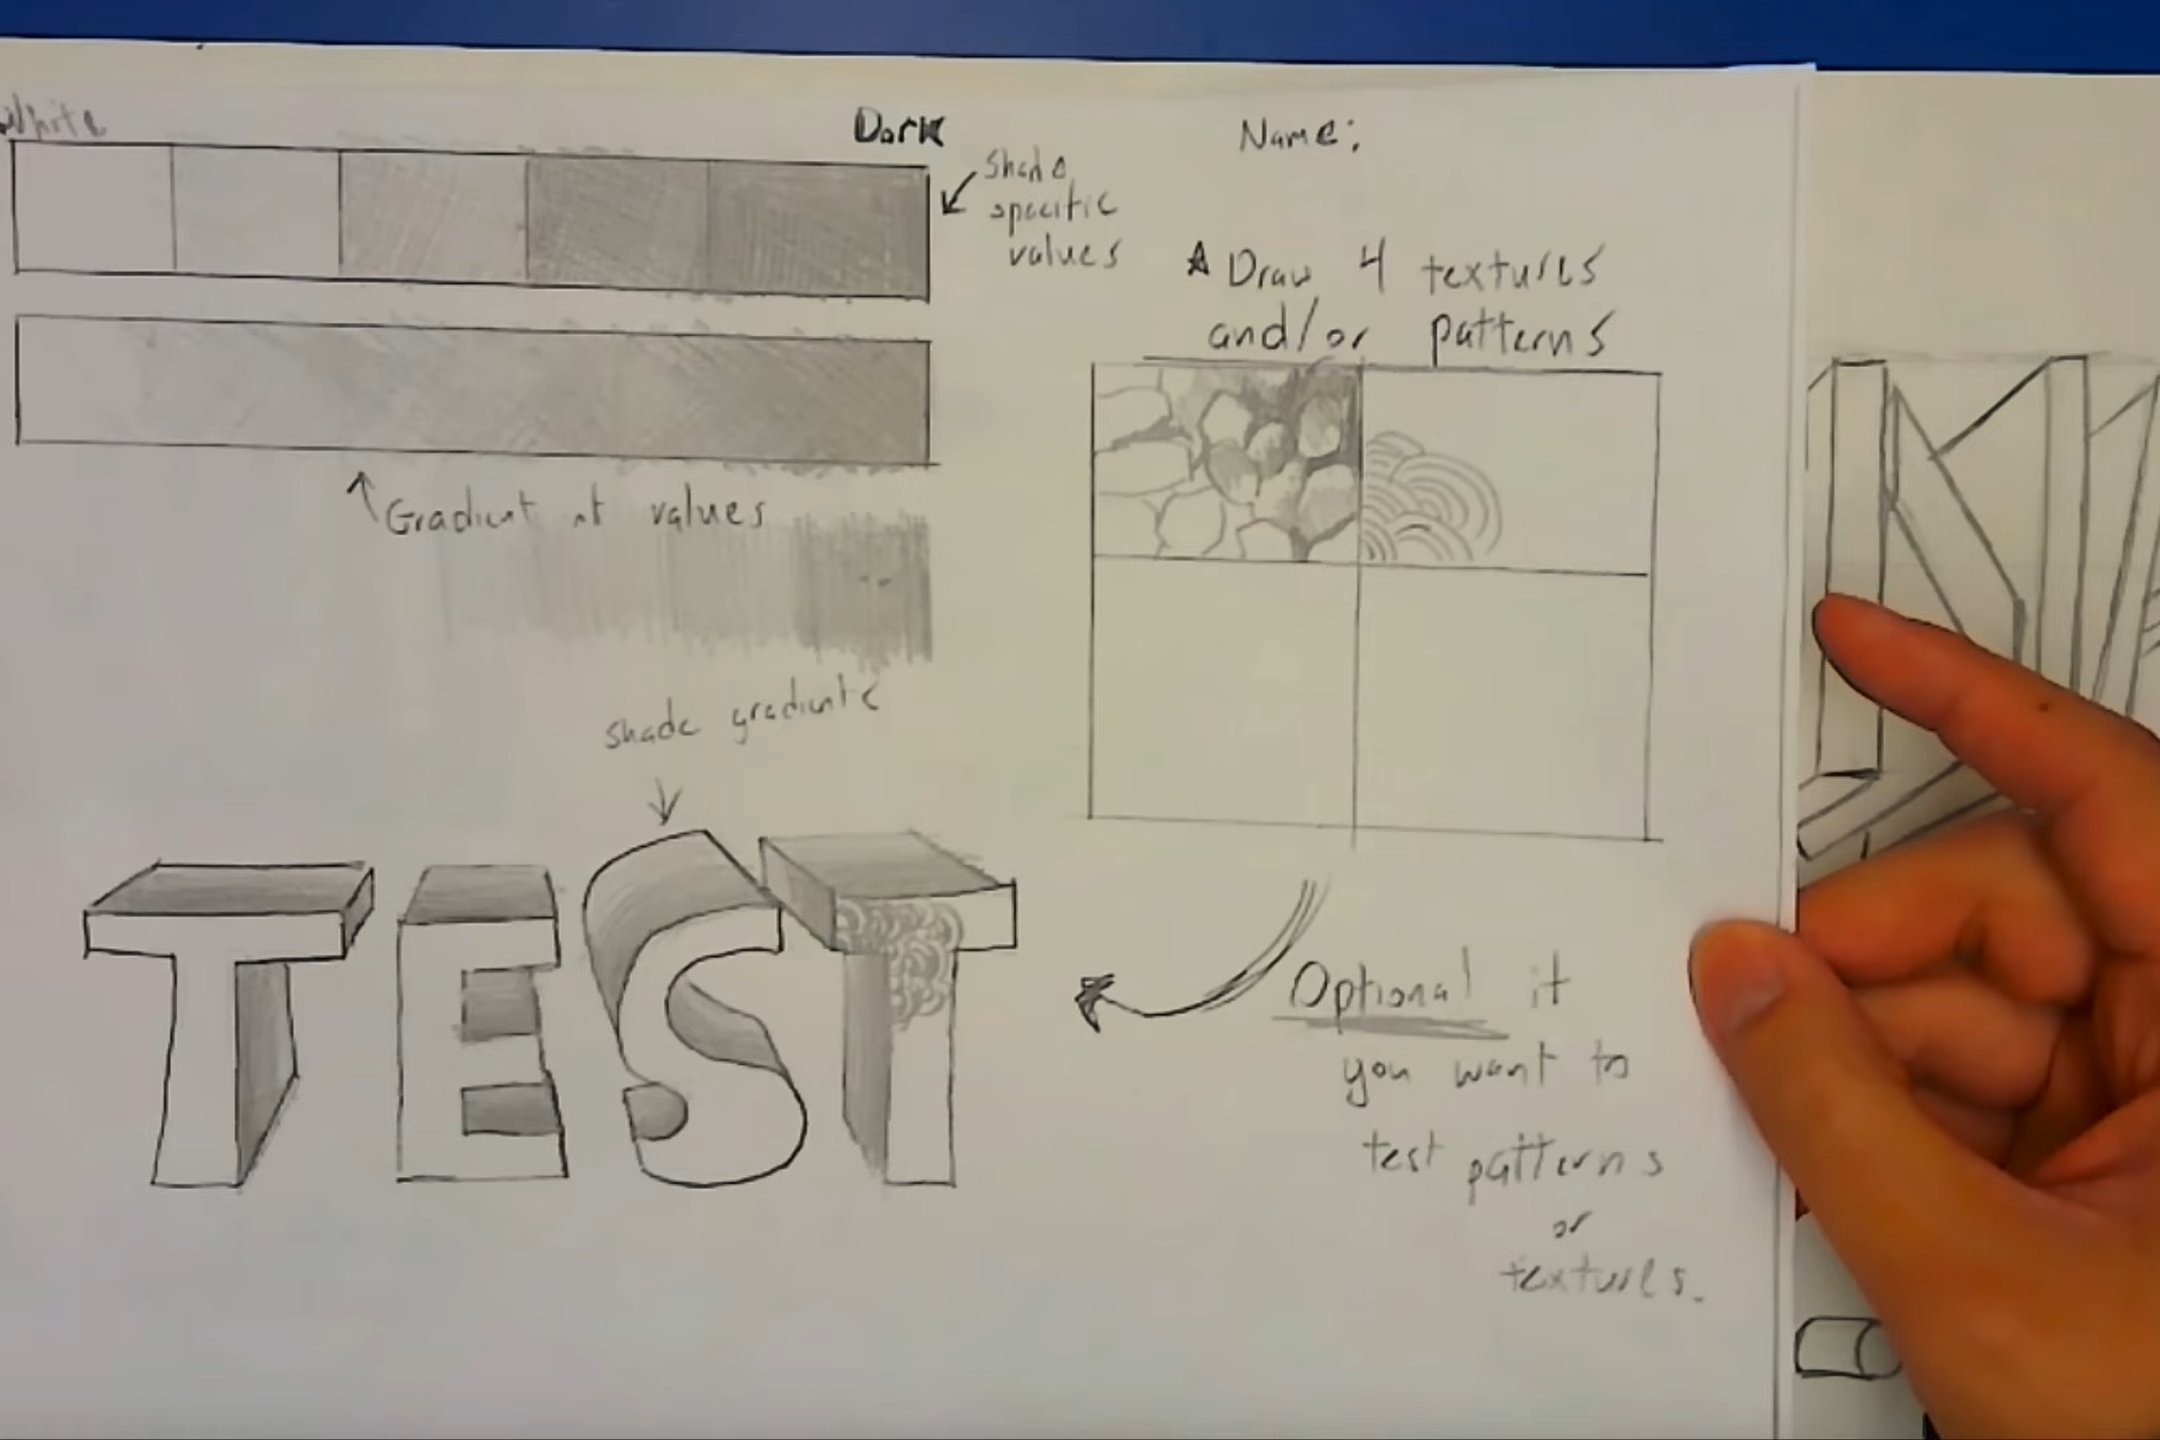 White
Dark
Shade
specific
values
Name:
Draw 4 textures
and/or patterns
Gradient of values
shade gradients
TEST
Optional if
you want to
test patterns
or
textures.